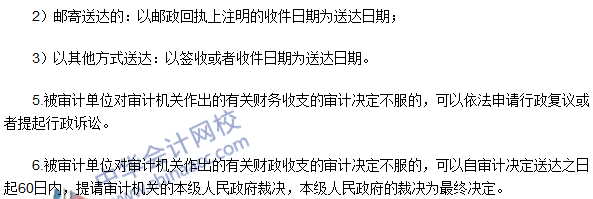 2）邮寄送达的：以邮政回执上注明的收件日期为送达日期；
3）以其他方式送达：以签收或者收件日期为送达日期。
5.被审计单位对审计机关作出的有关财务收支的审计决定不服的，可以依法申请行政复议或
者提起行政诉讼。
6.被审计单位对审计机关作出的有关财政收支的审计决定不服的，可以自审计决定送达之日
起60日内，提请审计机关的本级人民政府裁决，本级人民政府的裁决为最终决定。
中华会计网校